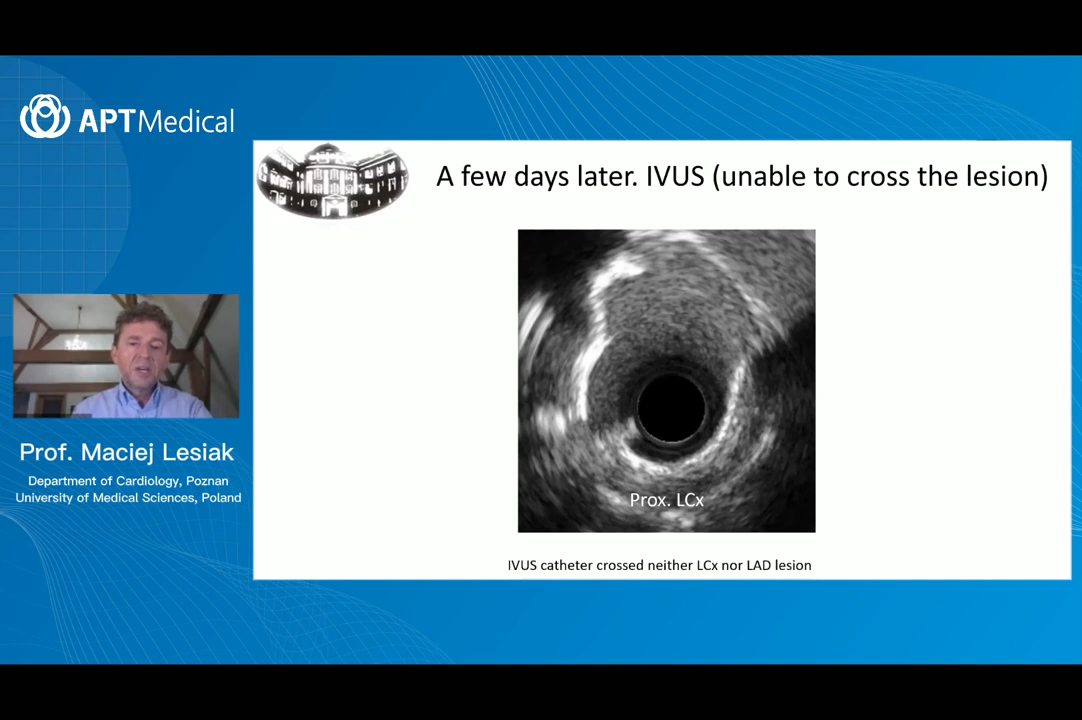 APTMedical
A few days later. IVUS (unable to cross the lesion)
Prof. Maciej Lesiak
Department of Cardiology, Poznan
University of Medical Sciences, Poland
Prox. LCx
IVUS catheter crossed neither LCx nor LAD lesion